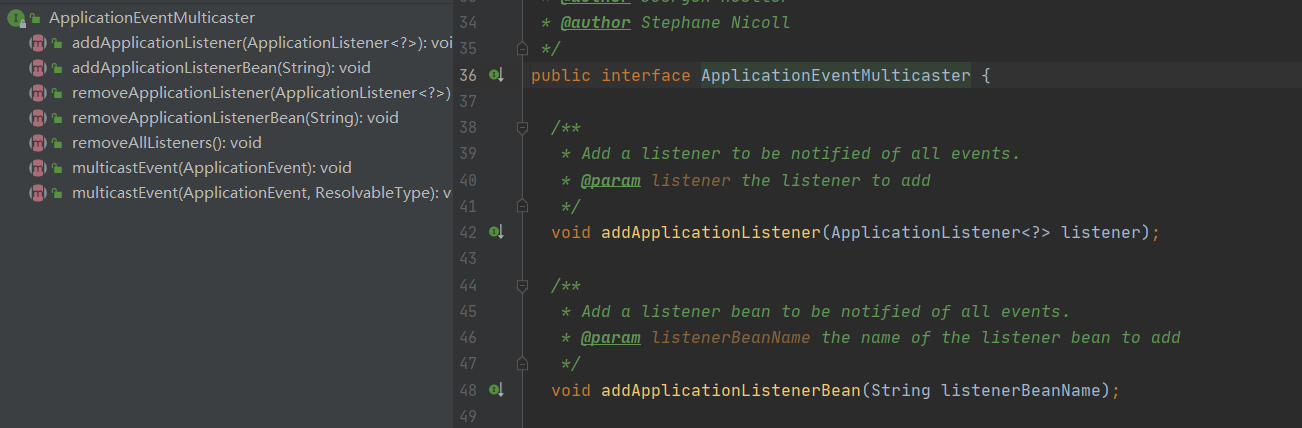 ApplicationEventMulticaster
addApplicationListener(ApplicationListener<?>): voi
addApplicationListenerBean(String): void
removeApplicationListener(ApplicationListener<?>)
removeApplicationListenerBean(String): void
removeAllListeners(): void
multicastEvent(ApplicationEvent): void
multicastEvent(ApplicationEvent, ResolvableType): v
34 * @author Stephane Nicoll
35 */
36 public interface ApplicationEventMulticaster {
37
38 /**
39 * Add a listener to be notified of all events.
40 * @param listener the listener to add
41 */
42 void addApplicationListener(ApplicationListener<?> listener);
43
44 /**
45 * Add a listener bean to be notified of all events.
46 * @param listenerBeanName the name of the listener bean to add
47 */
48 void addApplicationListenerBean(String listenerBeanName);
49